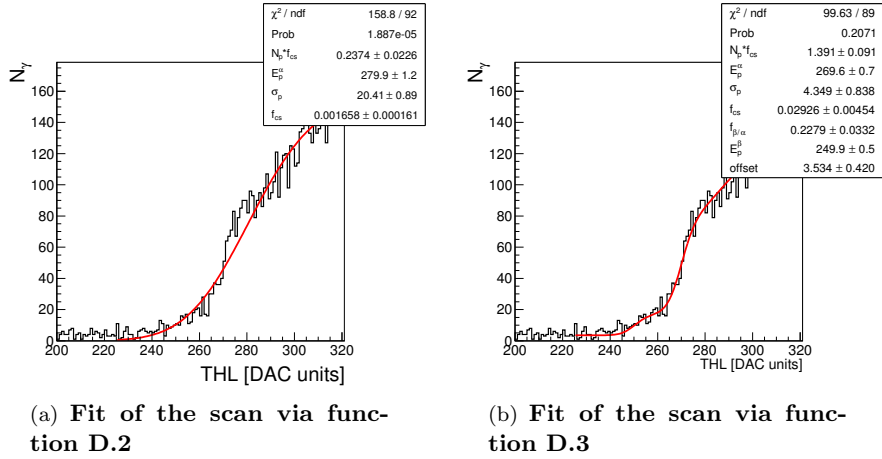 χ² / ndf 158.8 / 92
Prob 1.887e-05
N_p*f_cs 0.2374 ± 0.0226
E_p^α 279.9 ± 1.2
σ_p 20.41 ± 0.89
f_cs 0.001658 ± 0.000161
N_γ
160
140
120
100
80
60
40
20
0
200 220 240 260 280 300 320
THL [DAC units]
(a) Fit of the scan via func-
tion D.2
χ² / ndf 99.63 / 89
Prob 0.2071
N_p*f_cs 1.391 ± 0.091
E_p^α 269.6 ± 0.7
σ_p 4.349 ± 0.838
f_cs 0.02926 ± 0.00454
f_β/α 0.2279 ± 0.0332
E_p^β 249.9 ± 0.5
offset 3.534 ± 0.420
N_γ
160
140
120
100
80
60
40
20
0
200 220 240 260 280 300 320
THL [DAC units]
(b) Fit of the scan via func-
tion D.3